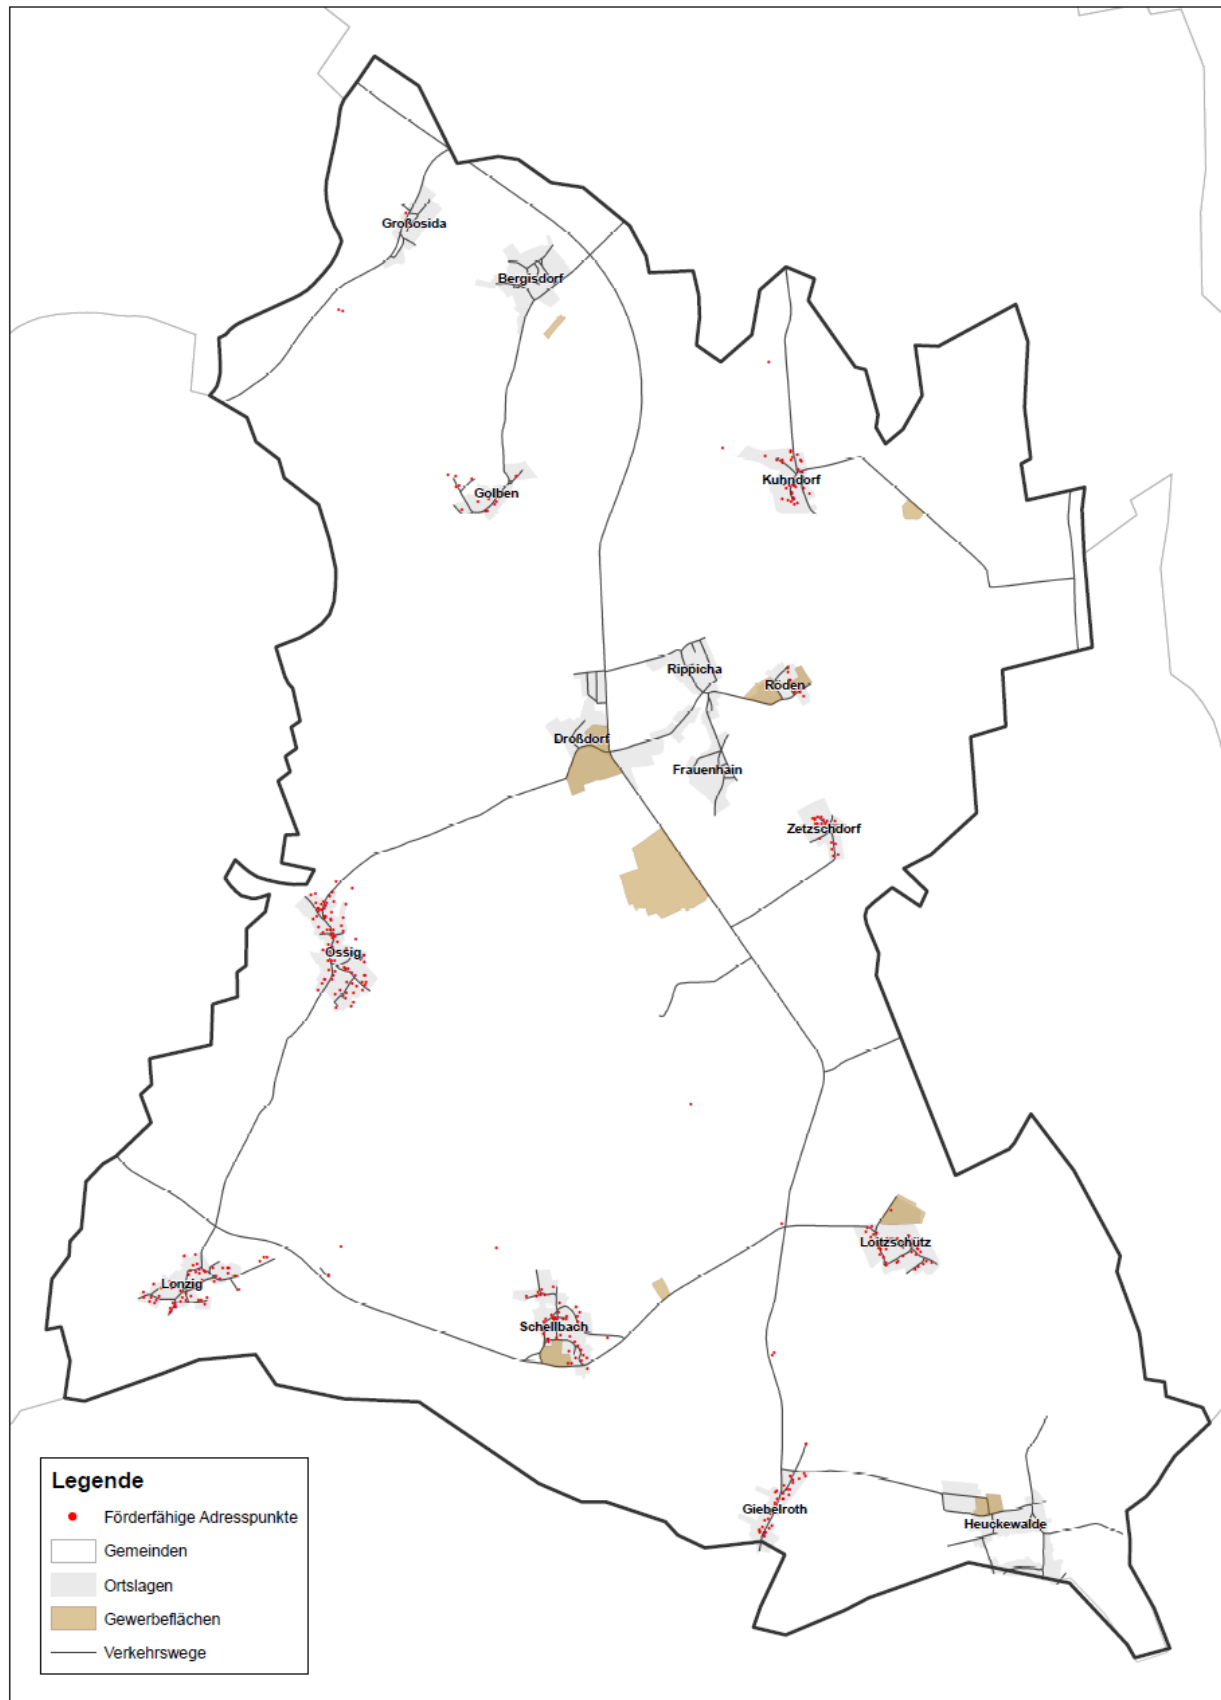 Großosida
Bergisdorf
Golben
Kuhndorf
Rippicha
Röden
Droßdorf
Frauenhain
Zetzschdorf
Ossig
Loitzschütz
Lonzig
Schellbach
Giebelroth
Heuckewalde
Legende
Förderfähige Adresspunkte
Gemeinden
Ortslagen
Gewerbeflächen
Verkehrswege